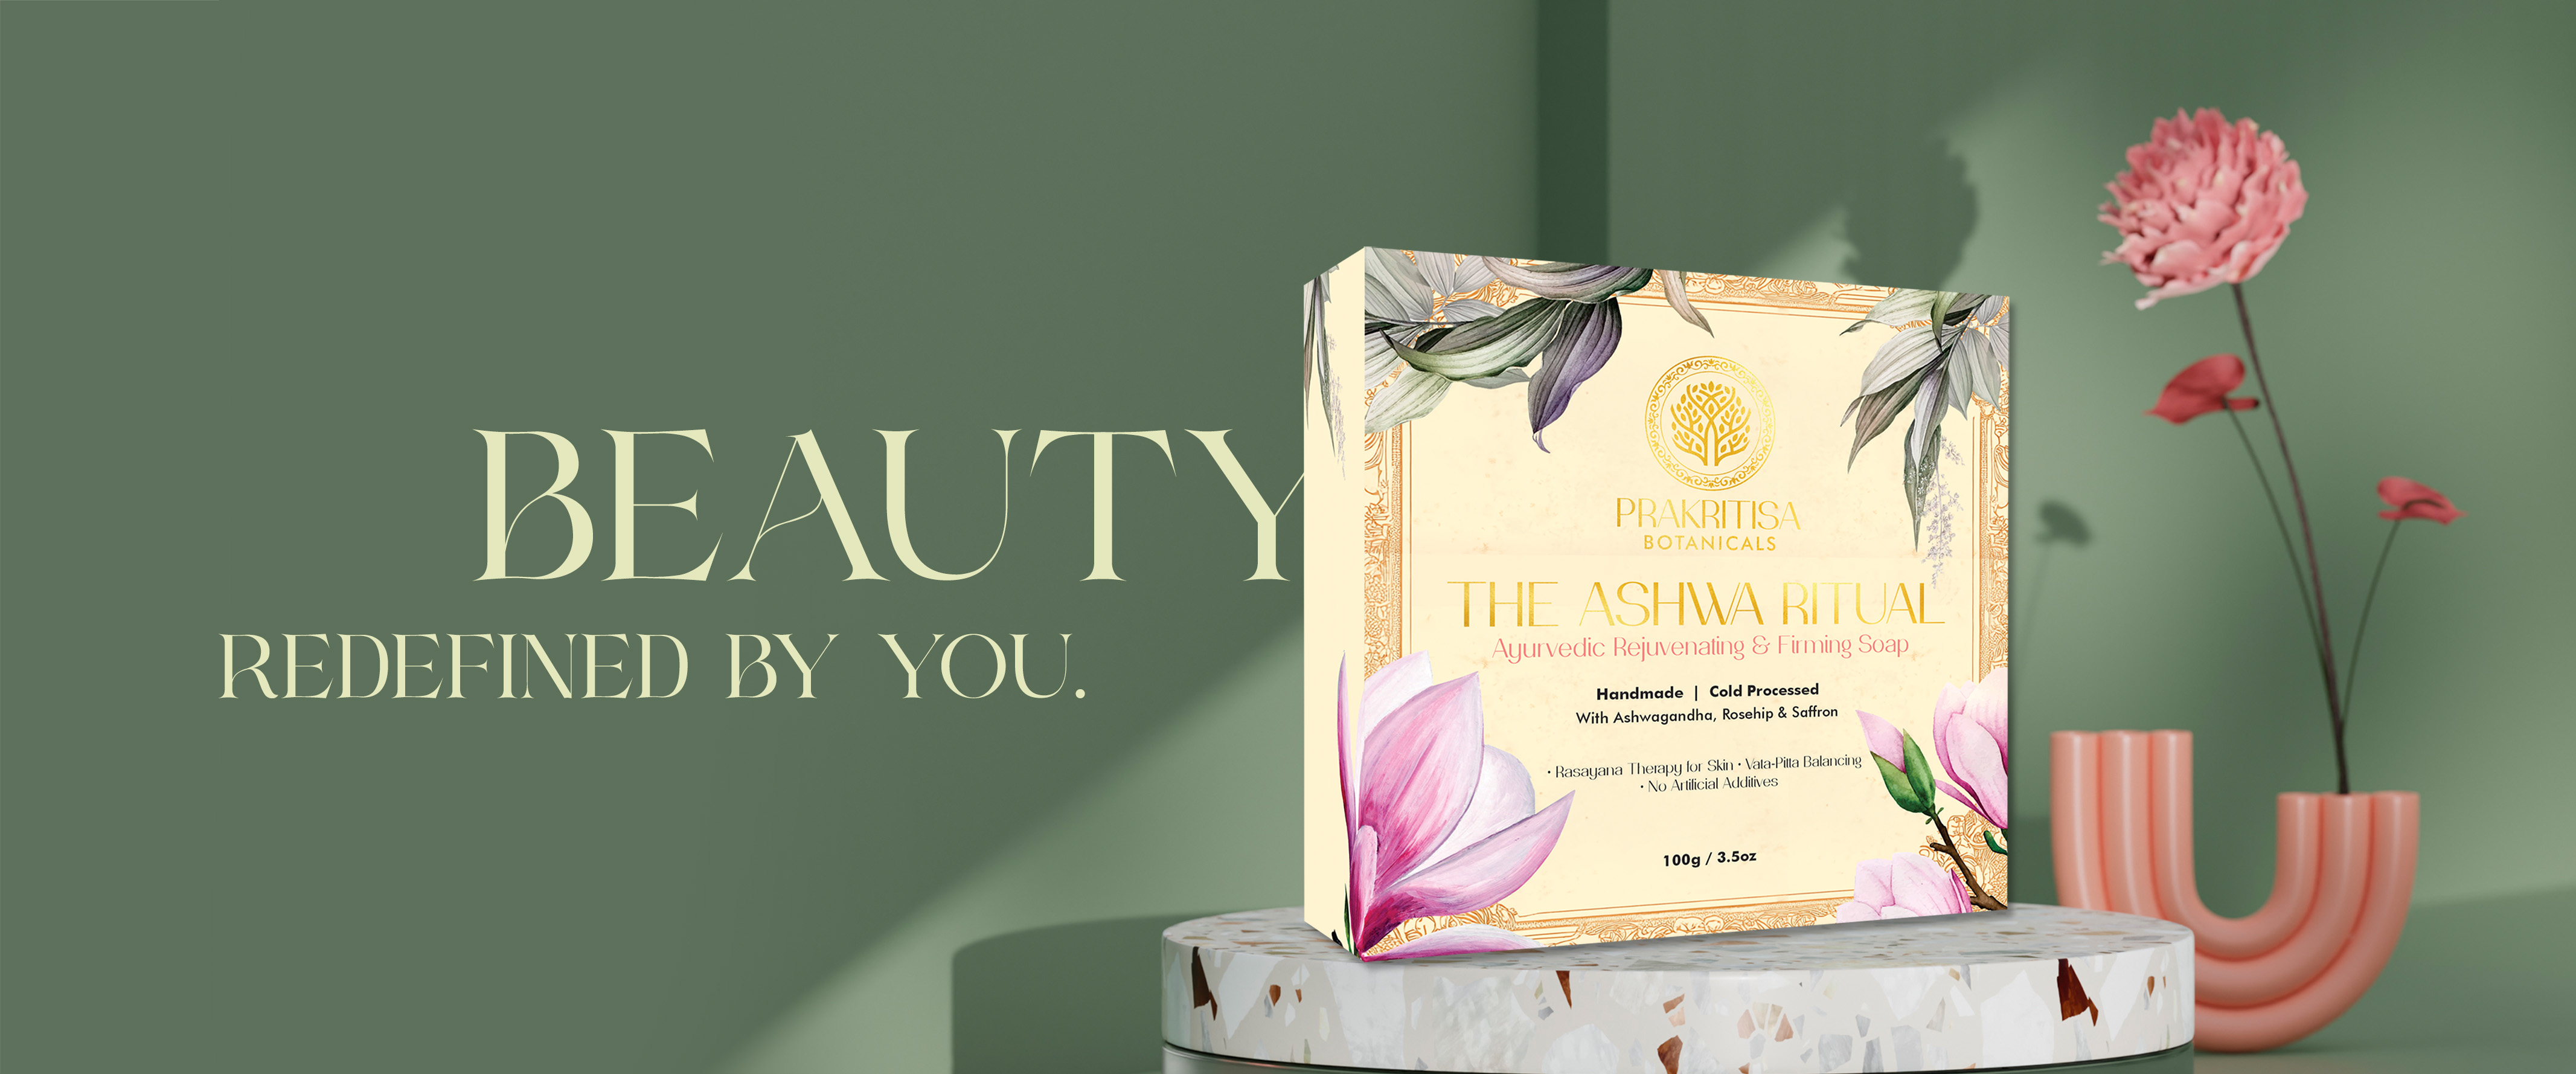 BEAUTY
REDEFINED BY YOU.
PRAKRITISA
BOTANICALS
THE ASHWA RITUAL
Ayurvedic Rejuvenating & Firming Soap
Handmade | Cold Processed
With Ashwagandha, Rosehip & Saffron
• Rasayana Therapy for Skin • Vata-Pitta Balancing
• No Artificial Additives
100g / 3.5oz